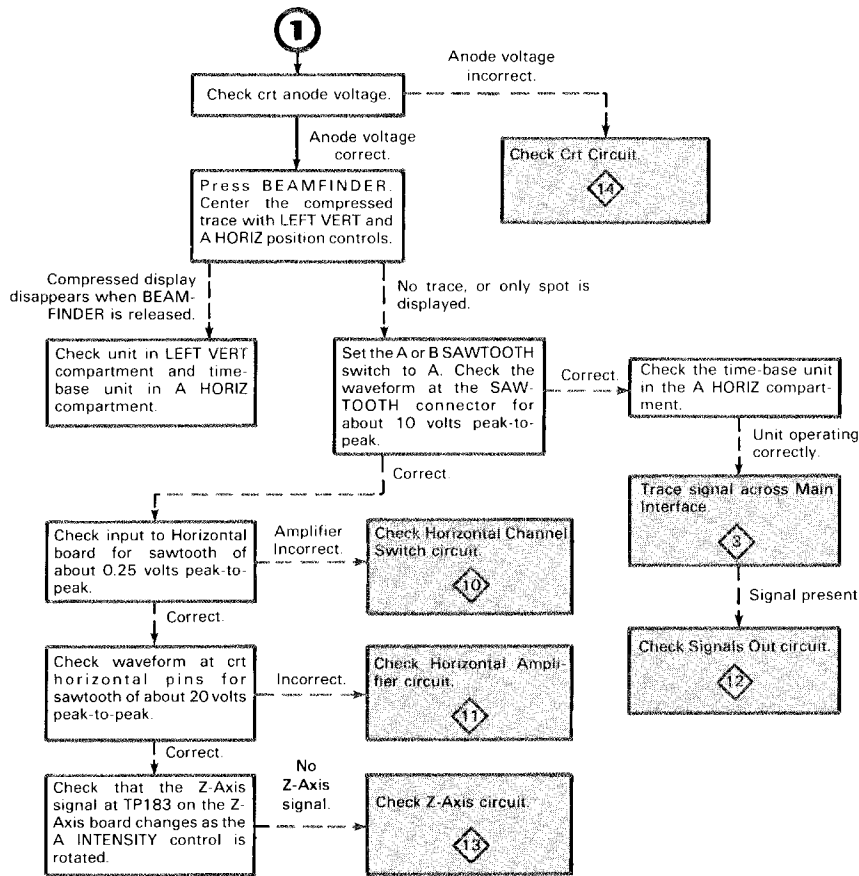 1
Anode voltage
incorrect.
Check crt anode voltage.
Anode voltage
correct.
Check Crt Circuit.
14
Press BEAMFINDER.
Center the compressed
trace with LEFT VERT and
A HORIZ position controls.
Compressed display
disappears when BEAM-
FINDER is released.
No trace, or only spot is
displayed.
Check unit in LEFT VERT
compartment and time-
base unit in A HORIZ
compartment.
Set the A or B SAWTOOTH
switch to A. Check the
waveform at the SAW-
TOOTH connector for
about 10 volts peak-to-
peak.
Correct.
Check the time-base unit
in the A HORIZ compart-
ment.
Unit operating
correctly.
Correct.
Trace signal across Main
Interface
3
Check input to Horizontal
board for sawtooth of
about 0.25 volts peak-to-
peak.
Amplifier
Incorrect.
Check Horizontal Channel
Switch circuit.
10
Signal present
Correct.
Check Signals Out circuit.
12
Check waveform at crt
horizontal pins for
sawtooth of about 20 volts
peak-to-peak.
Incorrect.
Check Horizontal Ampli-
fier circuit.
11
Correct.
Check that the Z-Axis
signal at TP183 on the Z-
Axis board changes as the
A INTENSITY control is
rotated.
No
Z-Axis
signal.
Check Z-Axis circuit
13